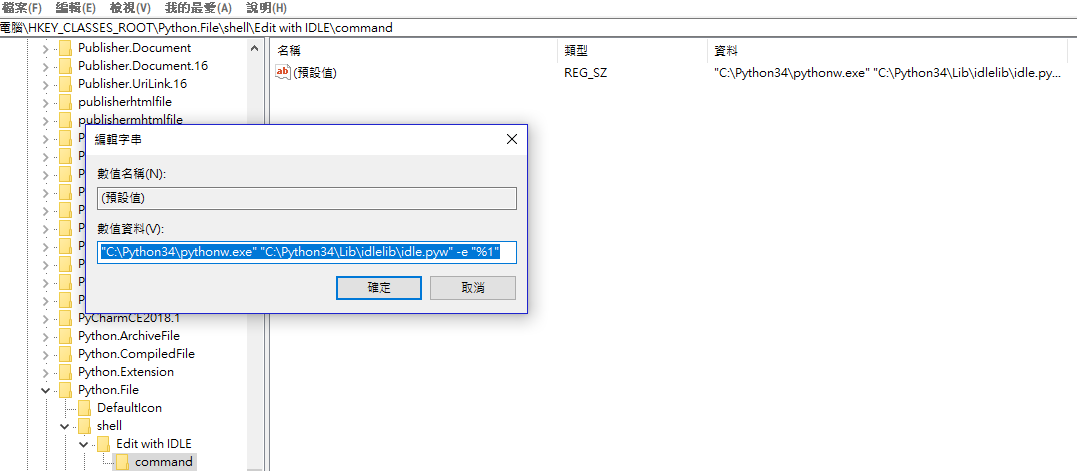 檔案(F) 編輯(E) 檢視(V) 我的最愛(A) 說明(H)
電腦\HKEY_CLASSES_ROOT\Python.File\shell\Edit with IDLE\command
Publisher.Document
Publisher.Document.16
Publisher.UriLink.16
publisherhtmlfile
publishermhtmlfile
P
P
P
P
P
P
P
P
P
P
PyCharmCE2018.1
Python.ArchiveFile
Python.CompiledFile
Python.Extension
Python.File
DefaultIcon
shell
Edit with IDLE
command
名稱 類型 資料
ab (預設值) REG_SZ "C:\Python34\pythonw.exe" "C:\Python34\Lib\idlelib\idle.py...
編輯字串
數值名稱(N):
(預設值)
數值資料(V):
"C:\Python34\pythonw.exe" "C:\Python34\Lib\idlelib\idle.pyw" -e "%1"
確定 取消